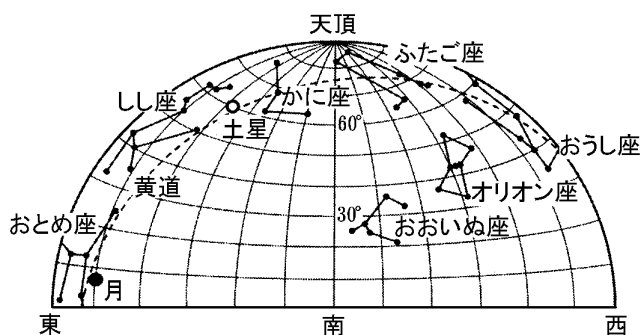 天頂
ふたご座
しし座
かに座
土星
60°
おうし座
黄道
オリオン座
おとめ座
30°
おおいぬ座
月
東
南
西